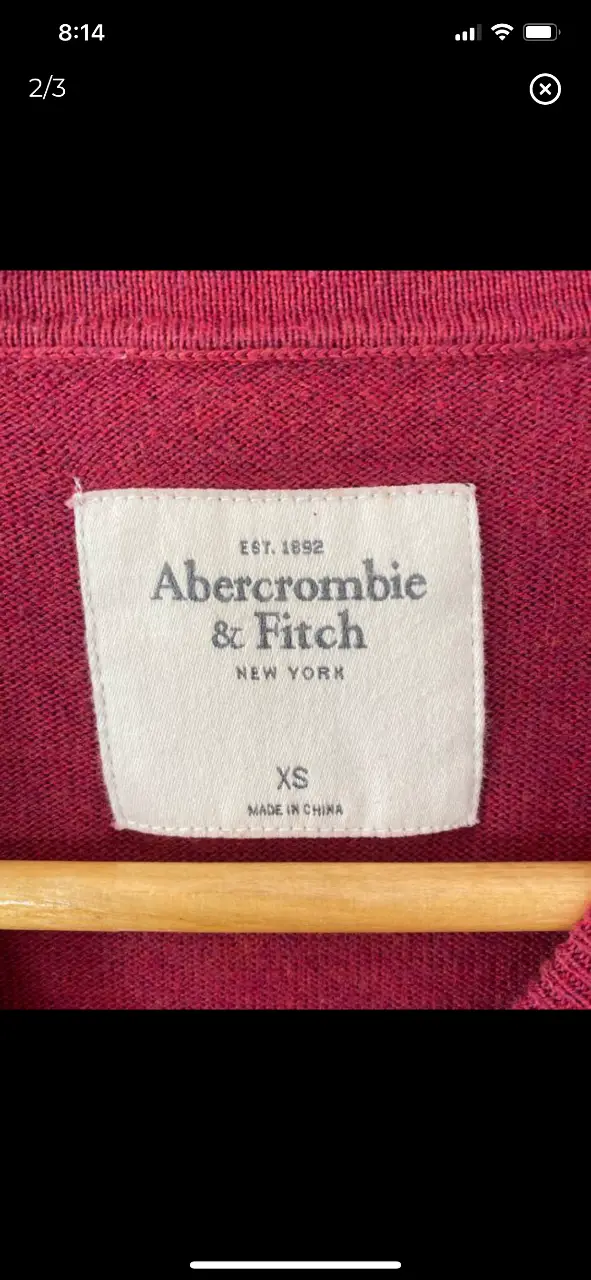 8:14
2/3
EST. 1892
Abercrombie
& Fitch
NEW YORK
XS
MADE IN CHINA